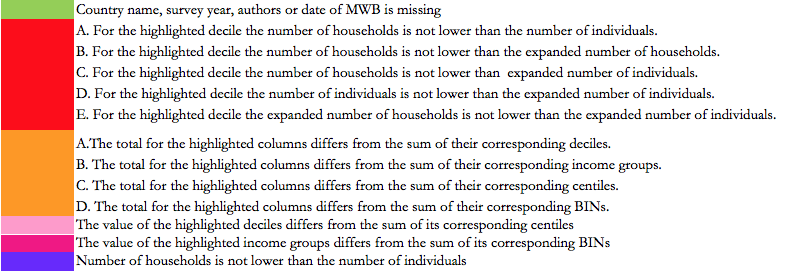 Country name, survey year, authors or date of MWB is missing
A. For the highlighted decile the number of households is not lower than the number of individuals.
B. For the highlighted decile the number of households is not lower than the expanded number of households.
C. For the highlighted decile the number of households is not lower than expanded number of individuals.
D. For the highlighted decile the number of individuals is not lower than the expanded number of individuals.
E. For the highlighted decile the expanded number of households is not lower than the expanded number of individuals.
A.The total for the highlighted columns differs from the sum of their corresponding deciles.
B. The total for the highlighted columns differs from the sum of their corresponding income groups.
C. The total for the highlighted columns differs from the sum of their corresponding centiles.
D. The total for the highlighted columns differs from the sum of their corresponding BINs.
The value of the highlighted deciles differs from the sum of its corresponding centiles
The value of the highlighted income groups differs from the sum of its corresponding BINs
Number of households is not lower than the number of individuals